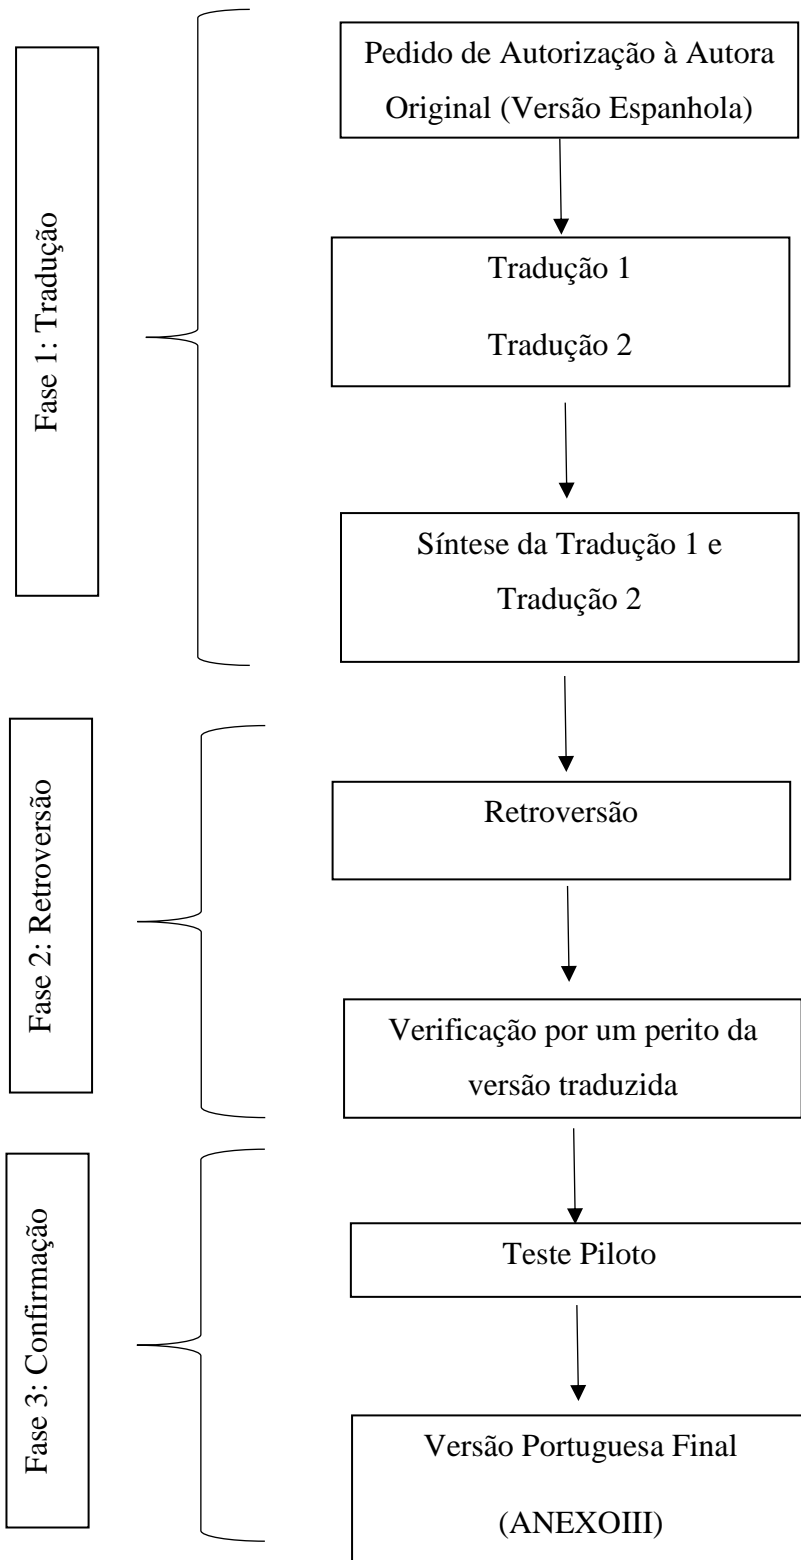 Fase 1: Tradução
Pedido de Autorização à Autora
Original (Versão Espanhola)
Tradução 1
Tradução 2
Síntese da Tradução 1 e
Tradução 2
Fase 2: Retroversão
Retroversão
Verificação por um perito da
versão traduzida
Fase 3: Confirmação
Teste Piloto
Versão Portuguesa Final
(ANEXOIII)